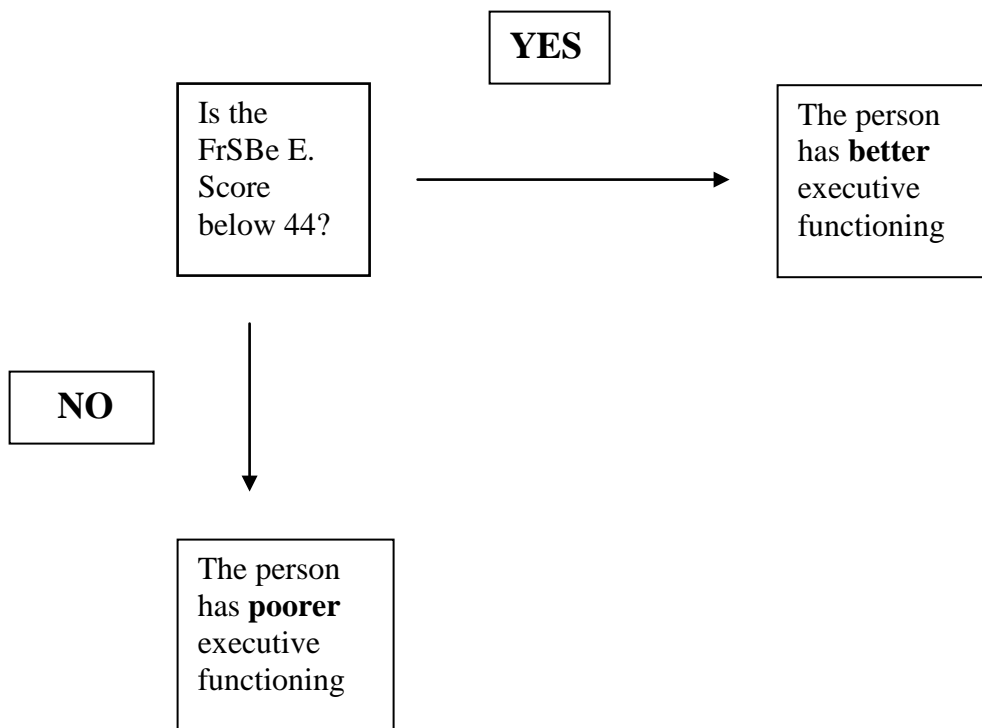 YES
Is the
FrSBe E.
Score
below 44?
The person
has better
executive
functioning
NO
The person
has poorer
executive
functioning